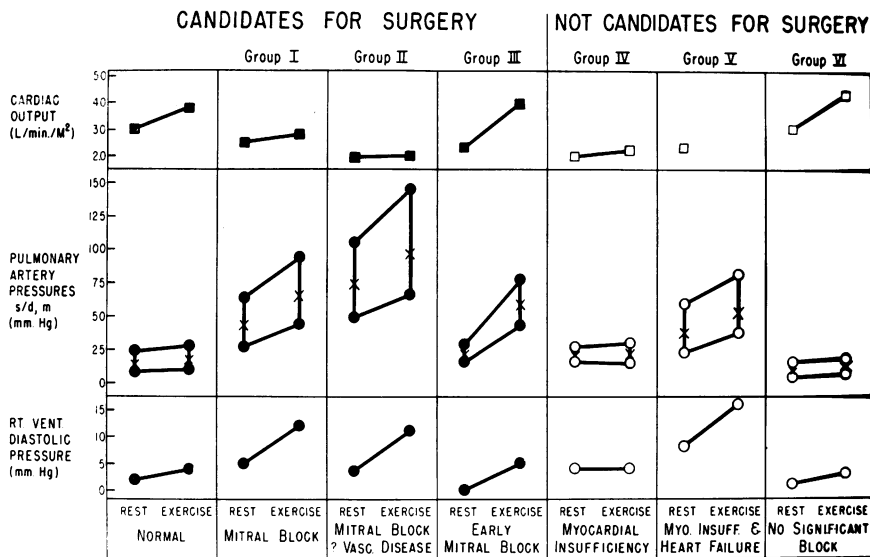 CANDIDATES FOR SURGERY
NOT CANDIDATES FOR SURGERY
Group I
Group II
Group III
Group IV
Group V
Group VI
CARDIAC
OUTPUT
(L/min./M²)
50
40
30
20
PULMONARY
ARTERY
PRESSURES
s/d, m
(mm. Hg)
150
125
100
75
50
25
0
RT. VENT.
DIASTOLIC
PRESSURE
(mm. Hg)
15
10
5
0
REST EXERCISE
REST EXERCISE
REST EXERCISE
REST EXERCISE
REST EXERCISE
REST EXERCISE
REST EXERCISE
NORMAL
MITRAL BLOCK
MITRAL BLOCK
? VASC. DISEASE
EARLY
MITRAL BLOCK
MYOCARDIAL
INSUFFICIENCY
MYO. INSUFF. &
HEART FAILURE
NO SIGNIFICANT
BLOCK